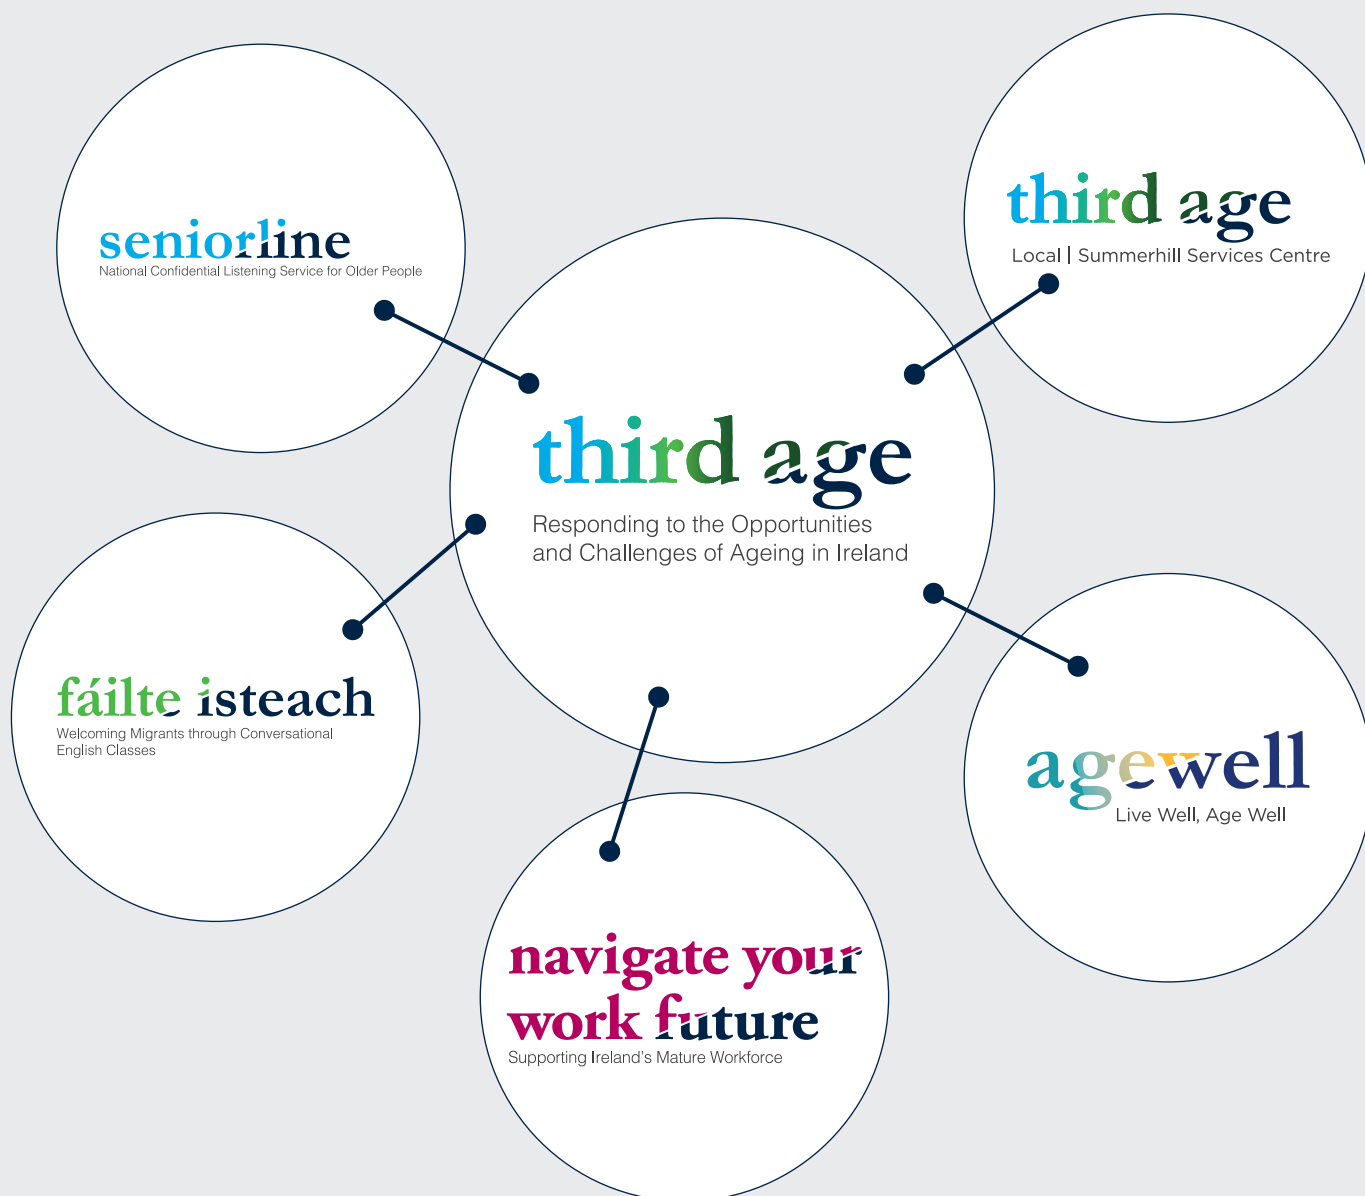 seniorline
National Confidential Listening Service for Older People
third age
Local | Summerhill Services Centre
third age
Responding to the Opportunities
and Challenges of Ageing in Ireland
fáilte isteach
Welcoming Migrants through Conversational
English Classes
agewell
Live Well, Age Well
navigate your
work future
Supporting Ireland's Mature Workforce